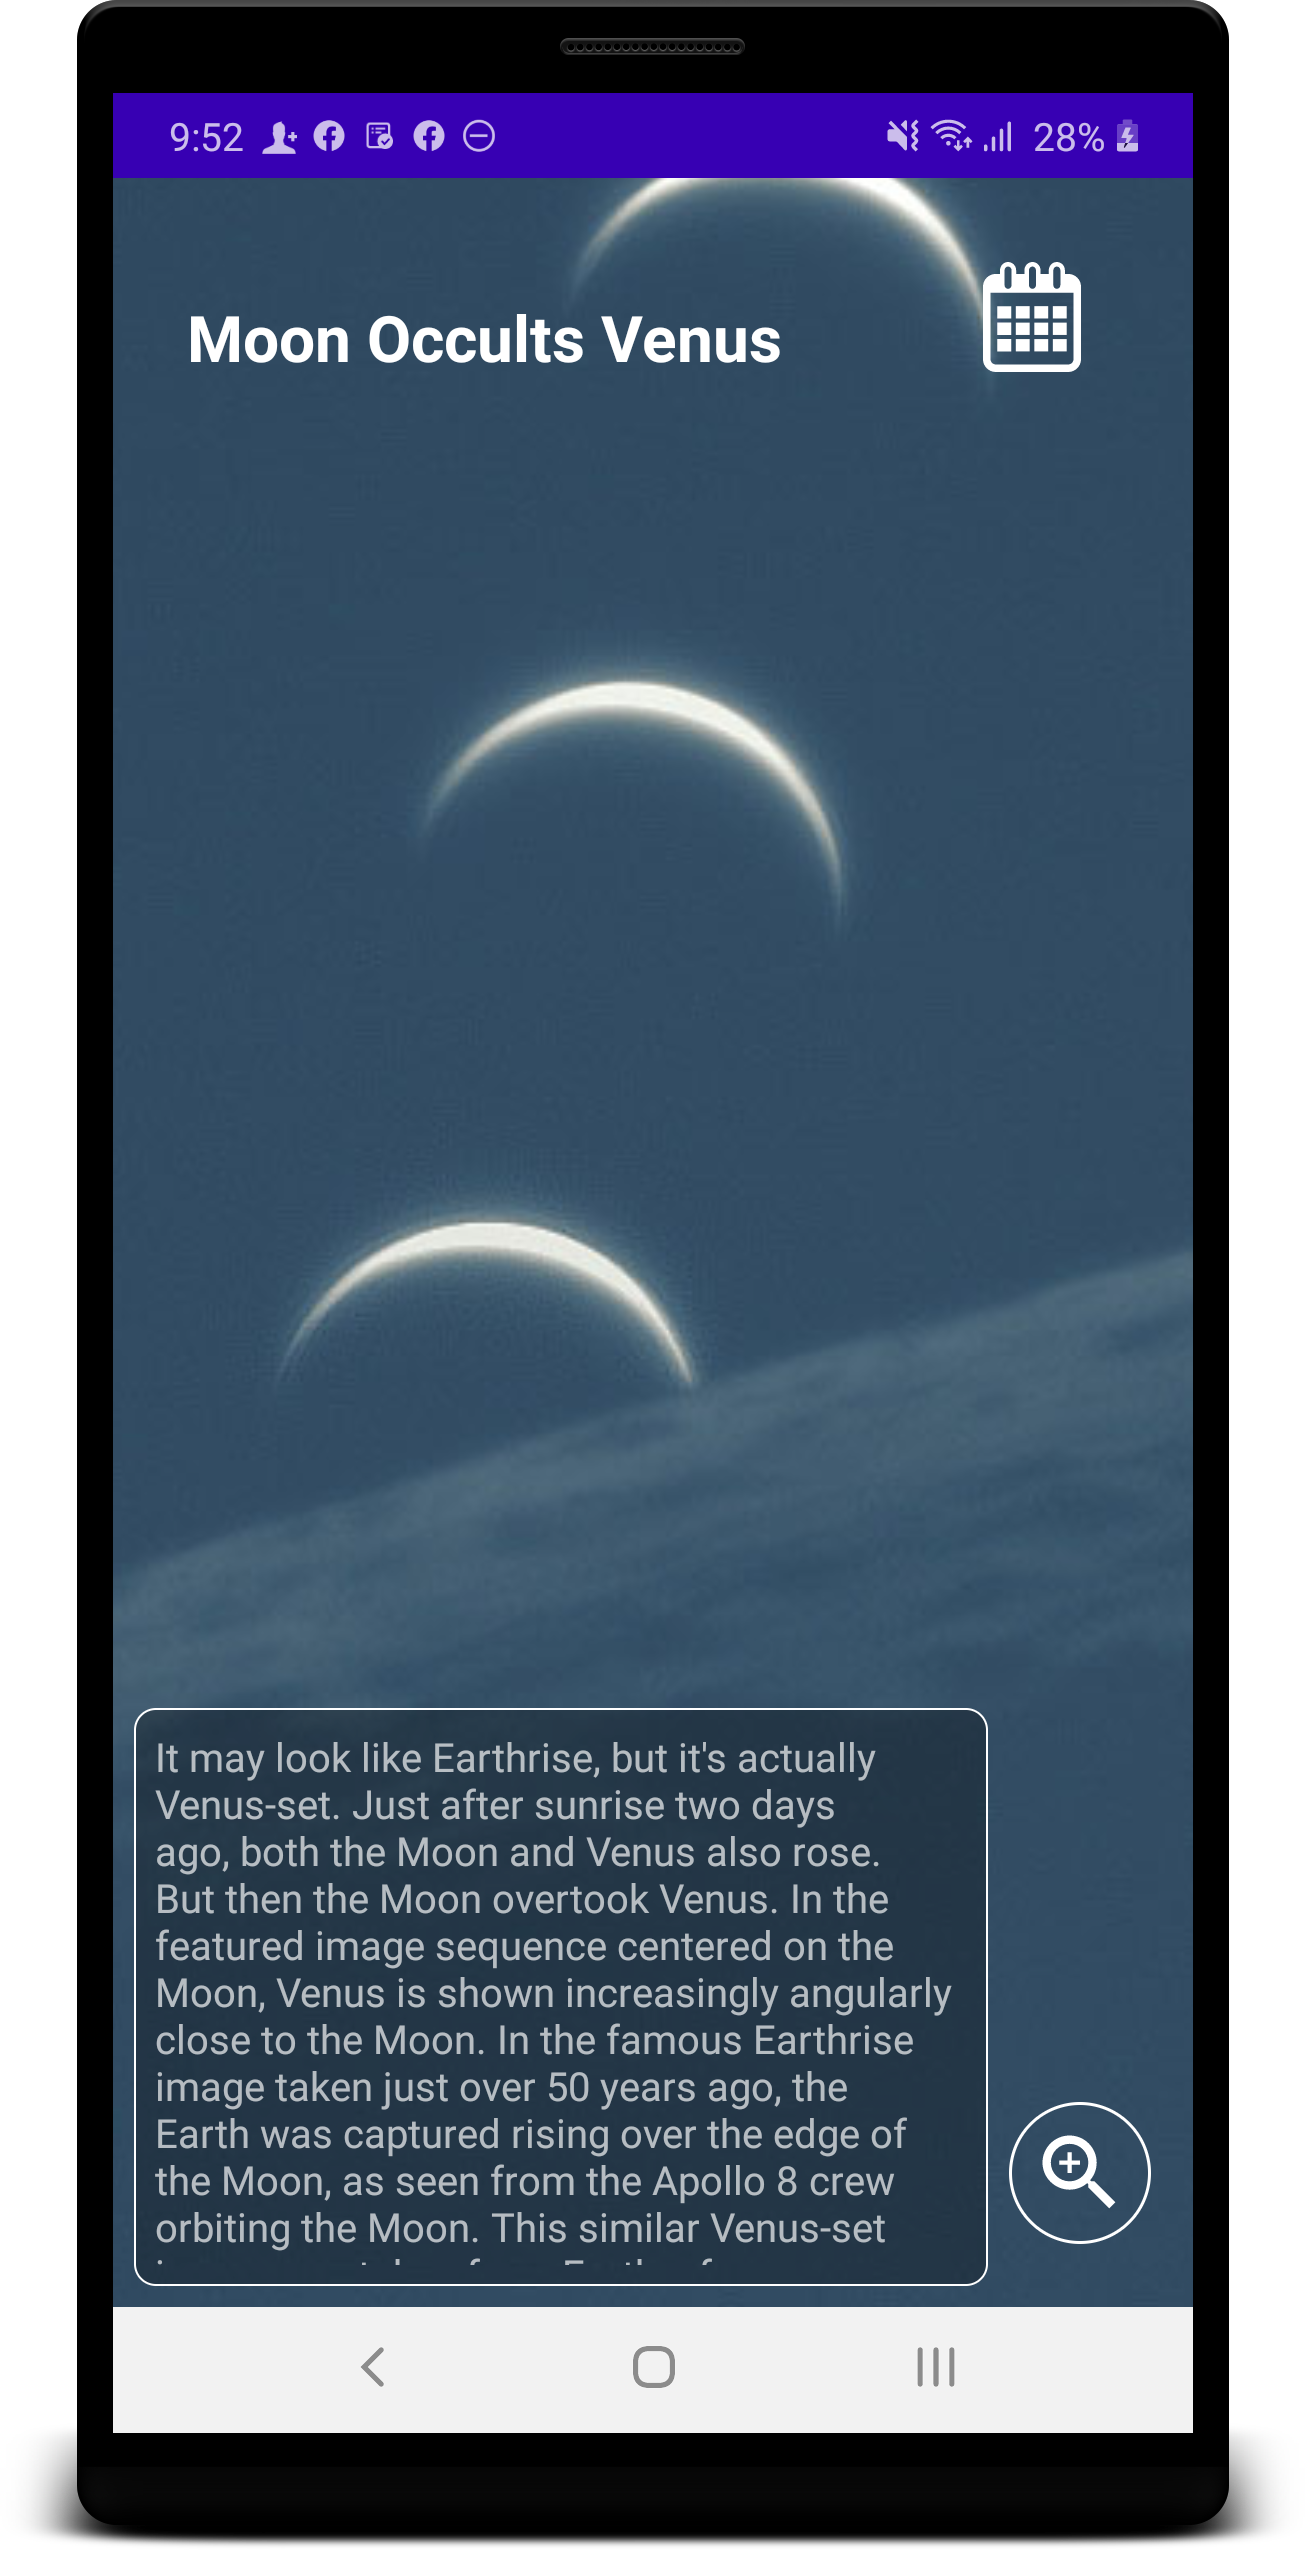 9:52 28%
Moon Occults Venus
It may look like Earthrise, but it's actually
Venus-set. Just after sunrise two days
ago, both the Moon and Venus also rose.
But then the Moon overtook Venus. In the
featured image sequence centered on the
Moon, Venus is shown increasingly angularly
close to the Moon. In the famous Earthrise
image taken just over 50 years ago, the
Earth was captured rising over the edge of
the Moon, as seen from the Apollo 8 crew
orbiting the Moon. This similar Venus-set